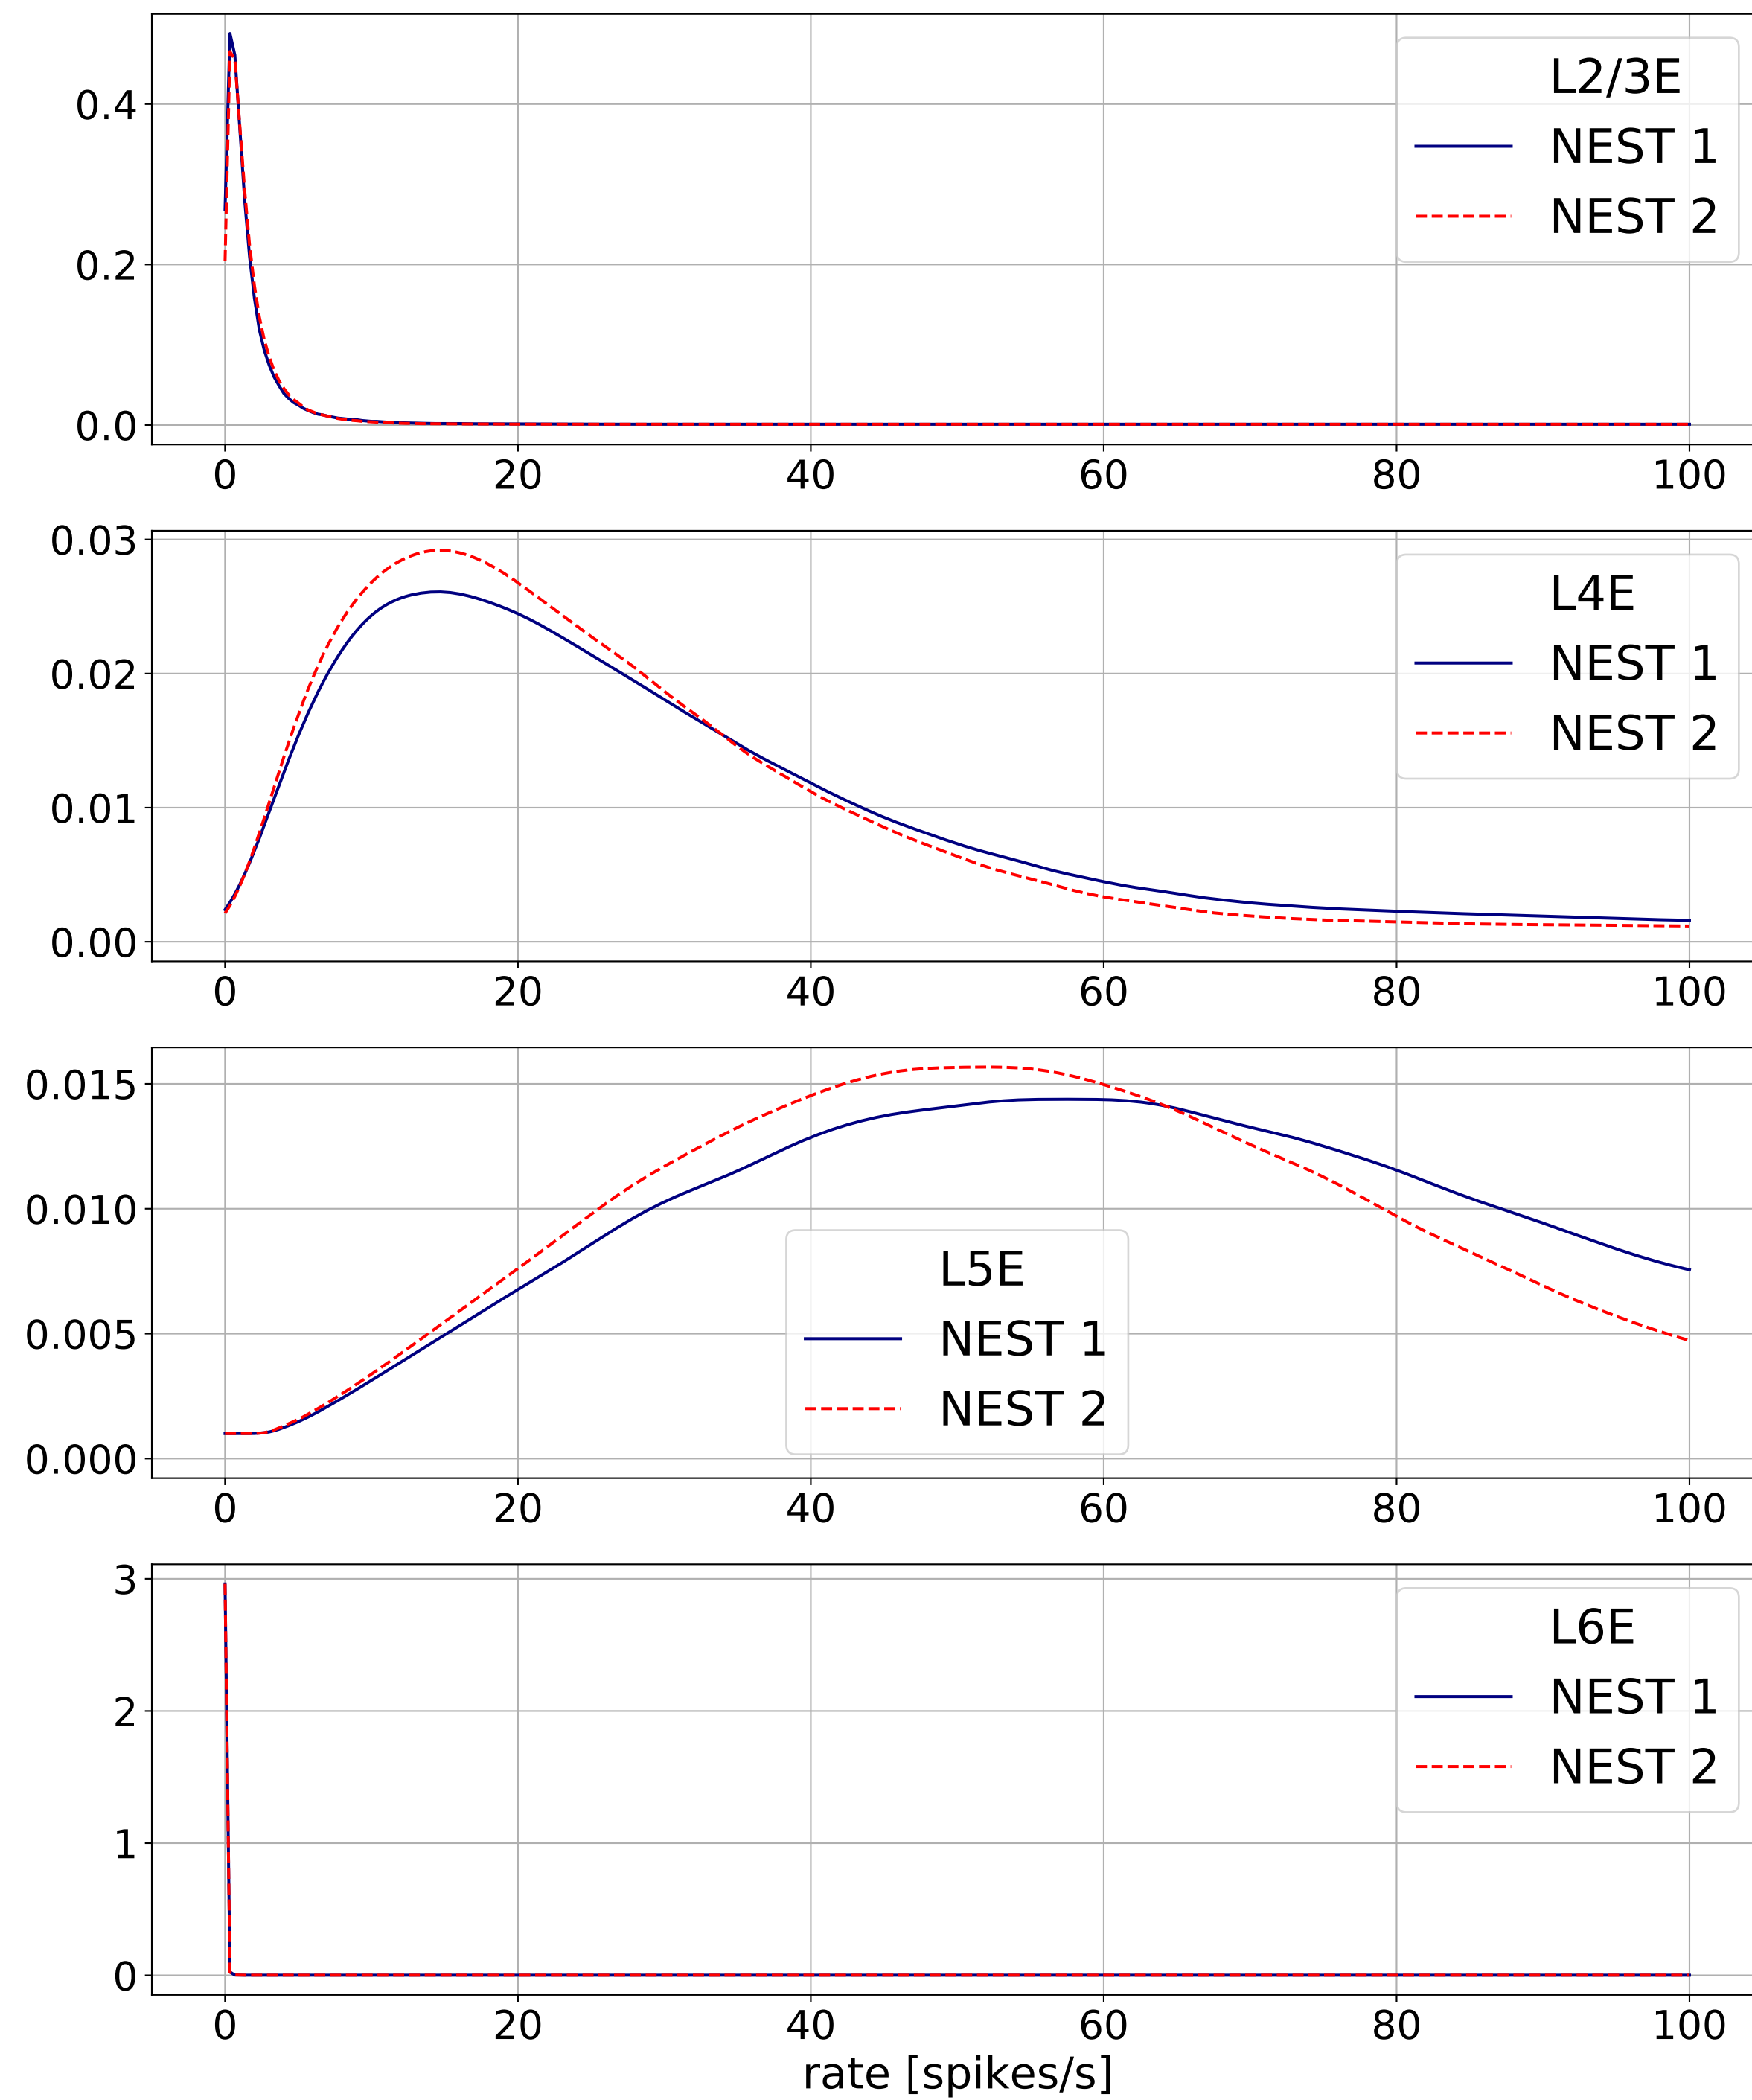 0.4
0.2
0.0
L2/3E
NEST 1
NEST 2
0 20 40 60 80 100
0.03
0.02
0.01
0.00
L4E
NEST 1
NEST 2
0 20 40 60 80 100
0.015
0.010
0.005
0.000
L5E
NEST 1
NEST 2
0 20 40 60 80 100
3
2
1
0
L6E
NEST 1
NEST 2
0 20 40 60 80 100
rate [spikes/s]